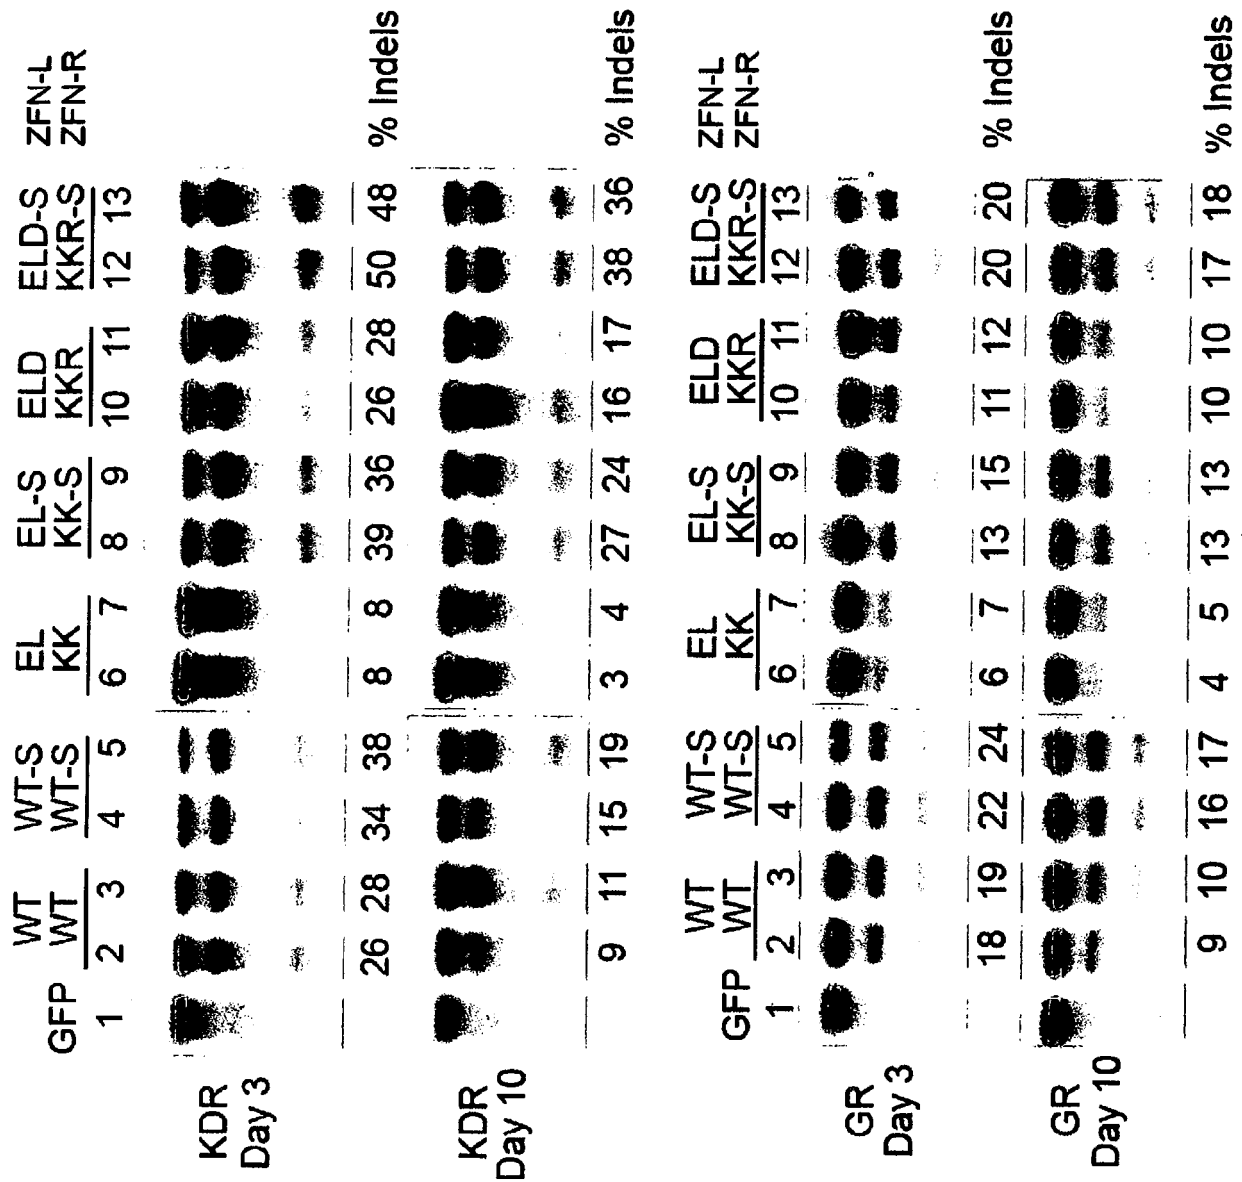 GFP WT WT-S EL EL-S ELD ELD-S ZFN-L
WT WT-S KK KK-S KKR KKR-S ZFN-R
1 2 3 4 5 6 7 8 9 10 11 12 13
KDR
Day 3
26 28 34 38 8 8 39 36 26 28 50 48 % Indels
KDR
Day 10
9 11 15 19 3 4 27 24 16 17 38 36 % Indels
GFP WT WT-S EL EL-S ELD ELD-S ZFN-L
WT WT-S KK KK-S KKR KKR-S ZFN-R
1 2 3 4 5 6 7 8 9 10 11 12 13
GR
Day 3
18 19 22 24 6 7 13 15 11 12 20 20 % Indels
GR
Day 10
9 10 16 17 4 5 13 13 10 10 17 18 % Indels